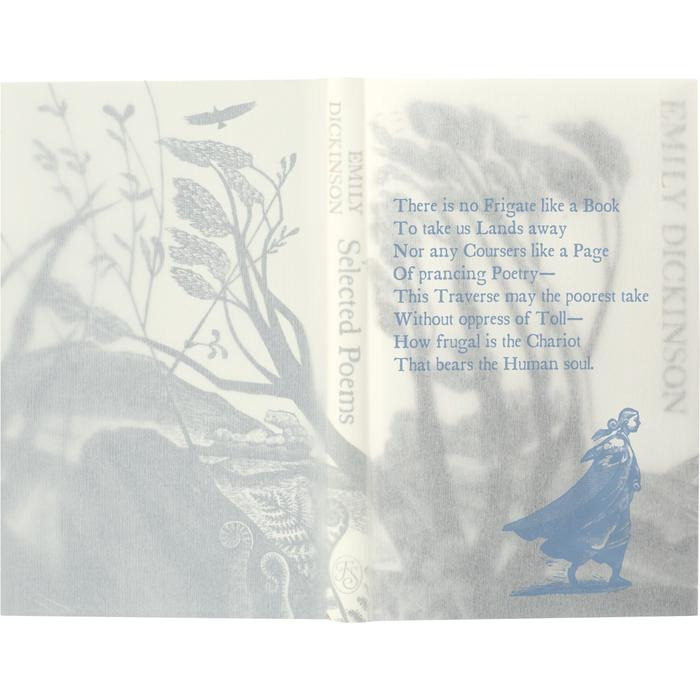 EMILY
DICKINSON
Selected Poems
FS
There is no Frigate like a Book
To take us Lands away
Nor any Coursers like a Page
Of prancing Poetry—
This Traverse may the poorest take
Without oppress of Toll—
How frugal is the Chariot
That bears the Human soul.
EMILY DICKINSON